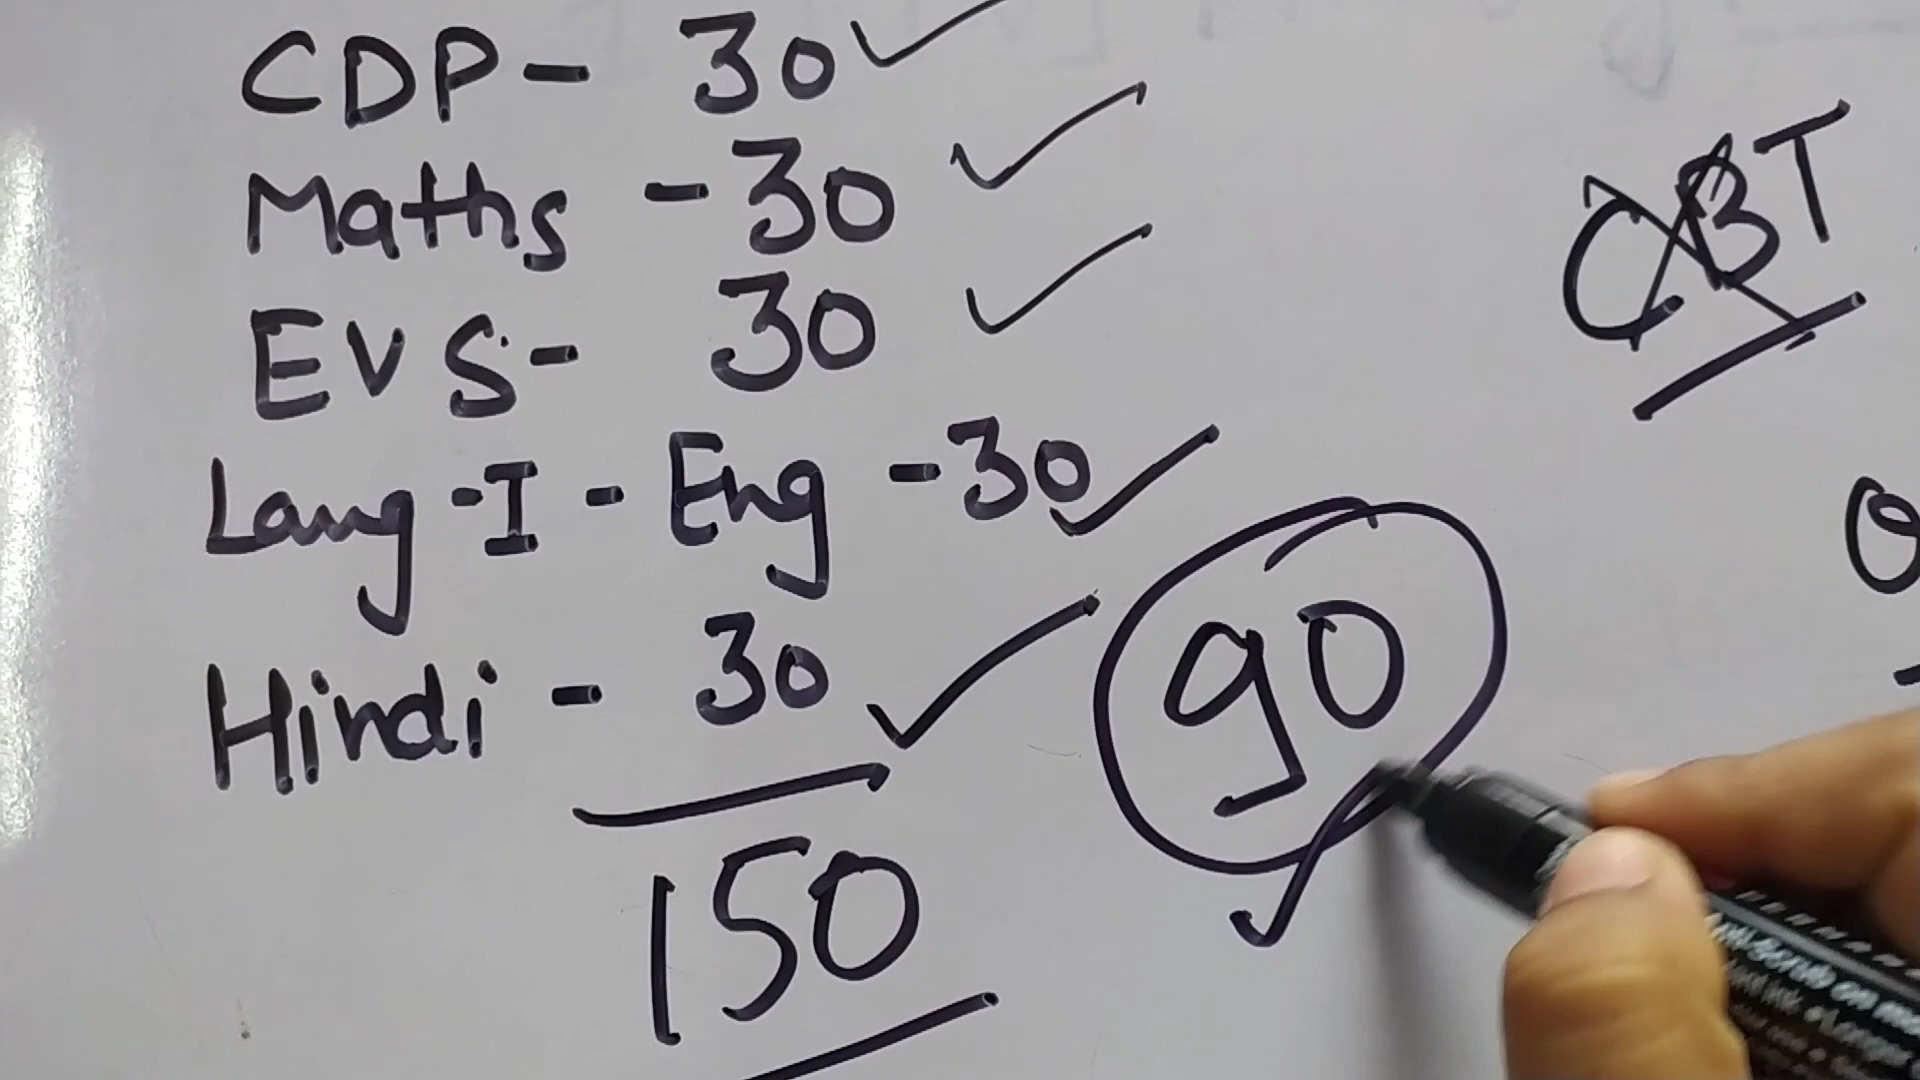 CDP - 30
Maths - 30
EVS - 30
Lang - I - Eng - 30
Hindi - 30
150
90
CBT